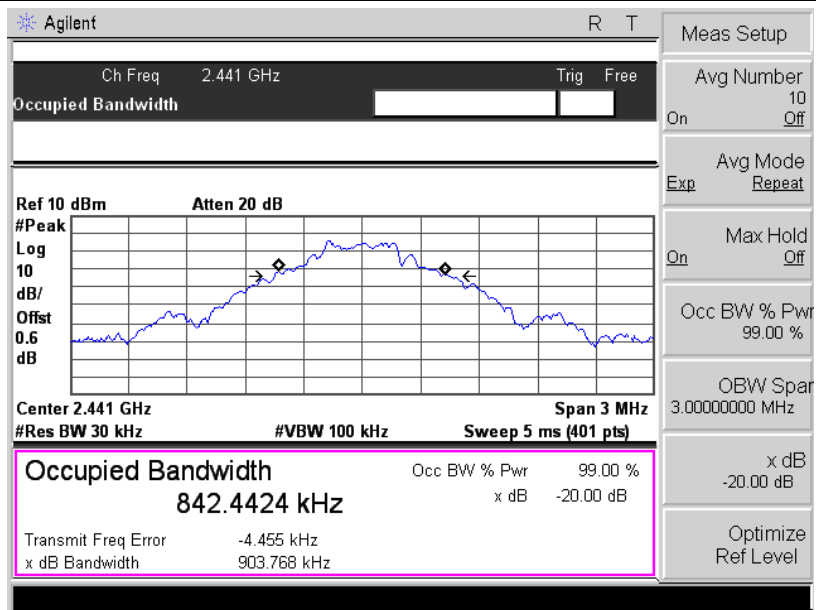 Agilent R T
Ch Freq 2.441 GHz Trig Free
Occupied Bandwidth
Ref 10 dBm Atten 20 dB
#Peak
Log
10
dB/
Offst
0.6
dB
Center 2.441 GHz Span 3 MHz
#Res BW 30 kHz #VBW 100 kHz Sweep 5 ms (401 pts)
Occupied Bandwidth Occ BW % Pwr 99.00 %
842.4424 kHz x dB -20.00 dB
Transmit Freq Error -4.455 kHz
x dB Bandwidth 903.768 kHz
Meas Setup
Avg Number
10
On Off
Avg Mode
Exp Repeat
Max Hold
On Off
Occ BW % Pwr
99.00 %
OBW Span
3.00000000 MHz
x dB
-20.00 dB
Optimize
Ref Level